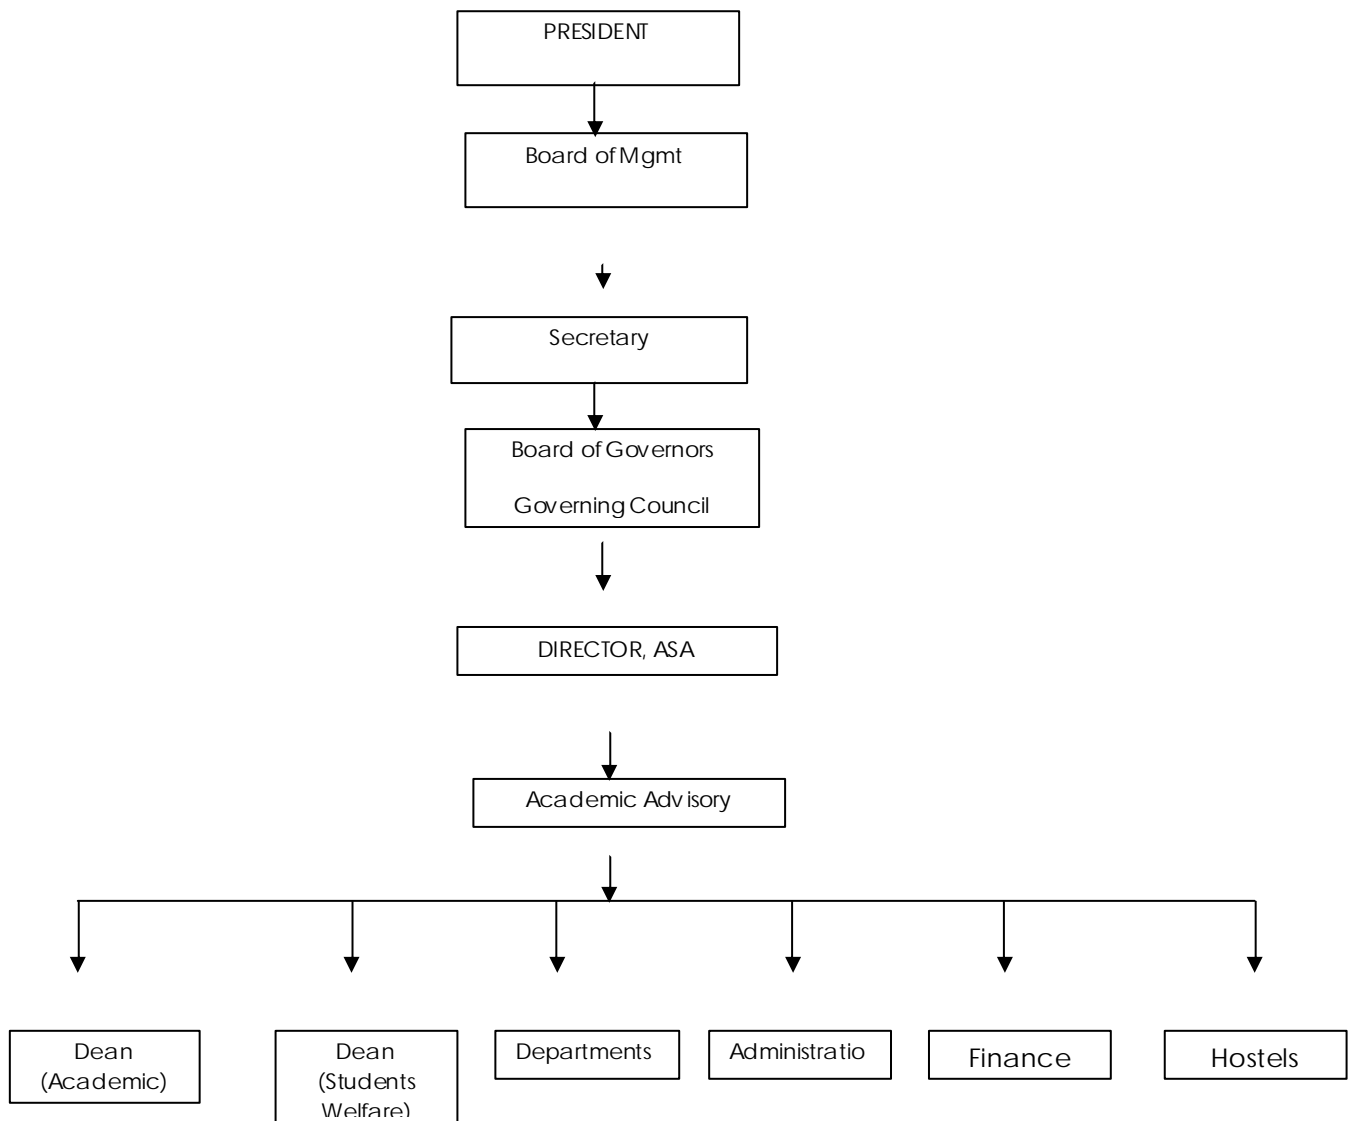 PRESIDENT
Board of Mgmt
Secretary
Board of Governors
Governing Council
DIRECTOR, ASA
Academic Advisory
Dean
(Academic)
Dean
(Students
Welfare)
Departments
Administratio
Finance
Hostels